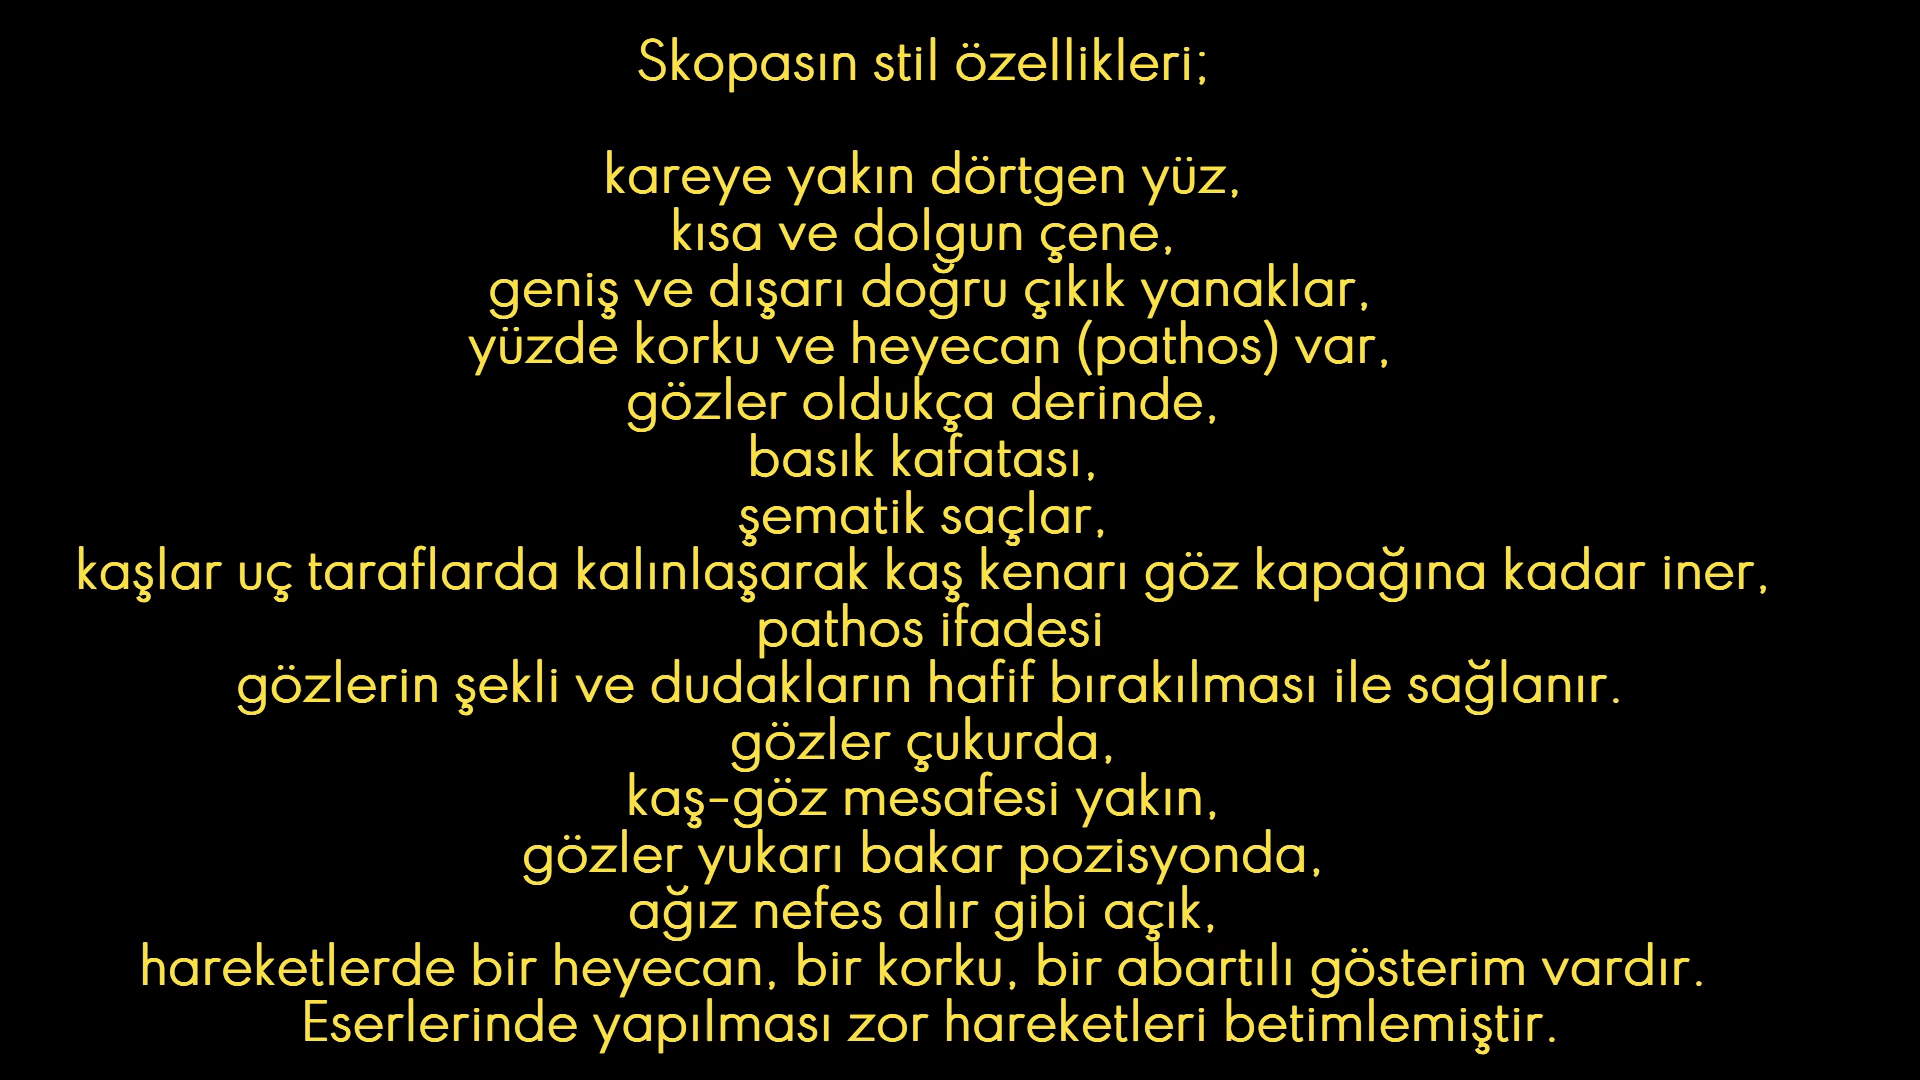 Skopasın stil özellikleri;
kareye yakın dörtgen yüz,
kısa ve dolgun çene,
geniş ve dışarı doğru çıkık yanaklar,
yüzde korku ve heyecan (pathos) var,
gözler oldukça derinde,
basık kafatası,
şematik saçlar,
kaşlar uç taraflarda kalınlaşarak kaş kenarı göz kapağına kadar iner,
pathos ifadesi
gözlerin şekli ve dudakların hafif bırakılması ile sağlanır.
gözler çukurda,
kaş-göz mesafesi yakın,
gözler yukarı bakar pozisyonda,
ağız nefes alır gibi açık,
hareketlerde bir heyecan, bir korku, bir abartılı gösterim vardır.
Eserlerinde yapılması zor hareketleri betimlemiştir.